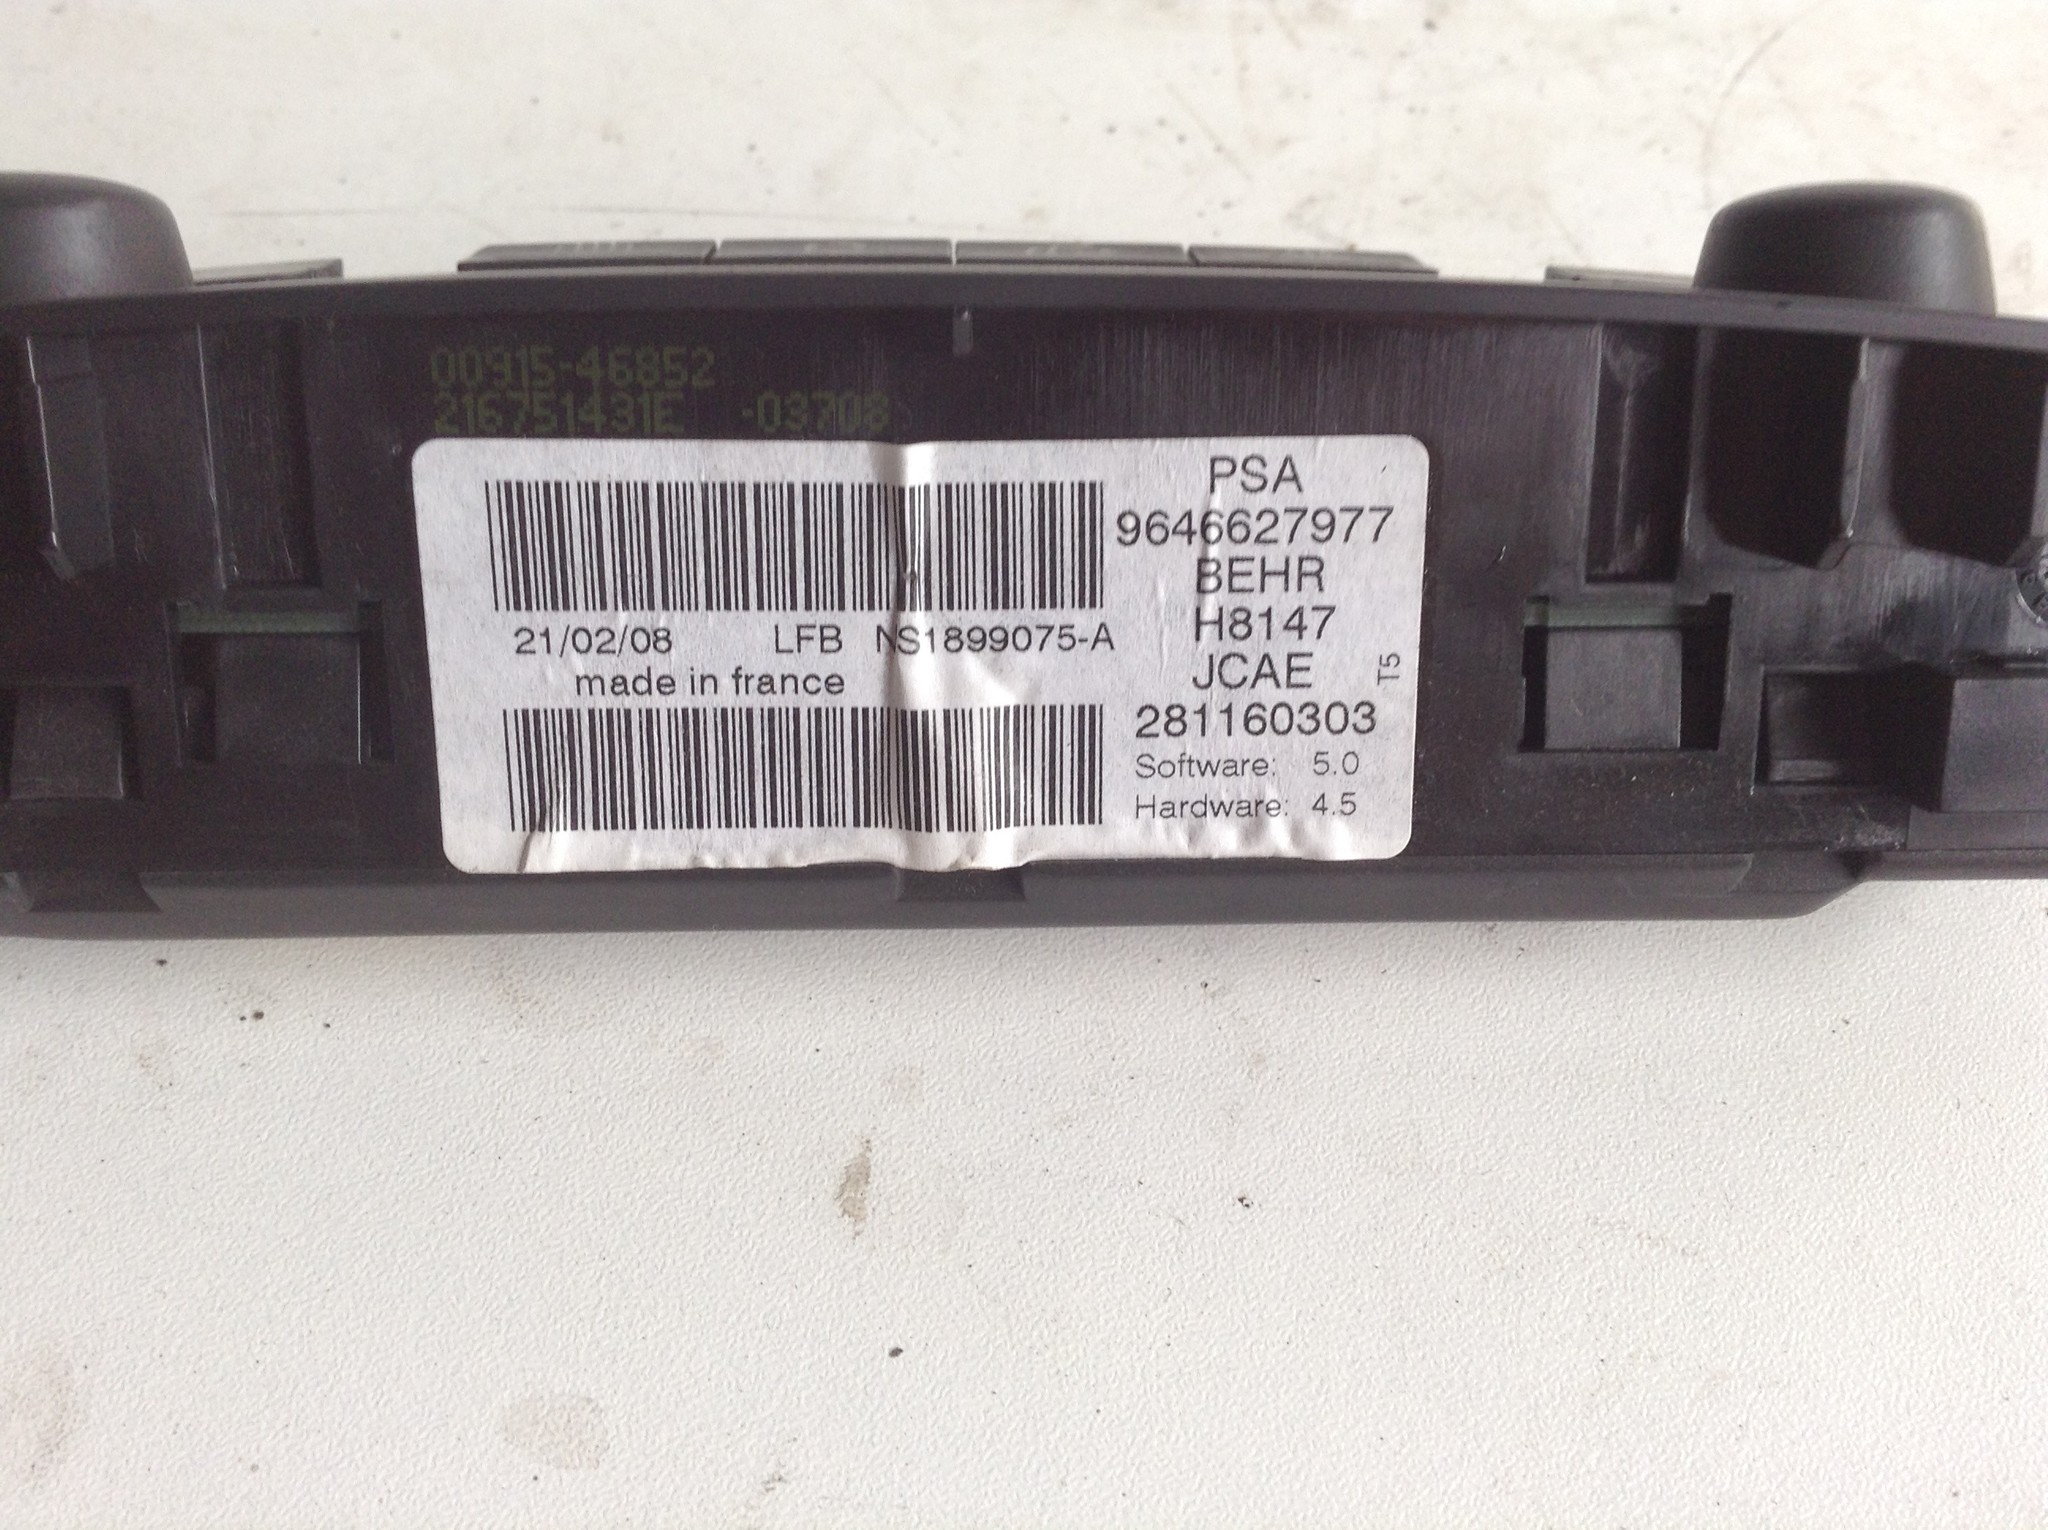 00915-46852
216751431E -03708
PSA
9646627977
BEHR
H8147
JCAE
281160303
Software: 5.0
Hardware: 4.5
T5
21/02/08 LFB NS1899075-A
made in france